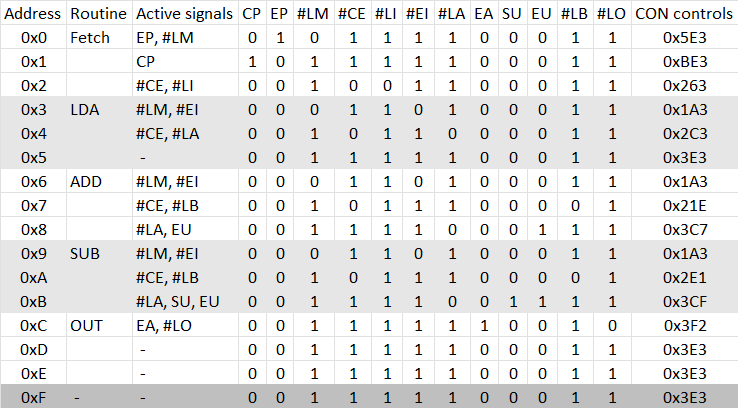 Address Routine Active signals CP EP #LM #CE #LI #EI #LA EA SU EU #LB #LO CON controls
0x0 Fetch EP, #LM 0 1 0 1 1 1 1 0 0 0 1 1 0x5E3
0x1 CP 1 0 1 1 1 1 1 0 0 0 1 1 0xBE3
0x2 #CE, #LI 0 0 1 0 0 1 1 0 0 0 1 1 0x263
0x3 LDA #LM, #EI 0 0 0 1 1 0 1 0 0 0 1 1 0x1A3
0x4 #CE, #LA 0 0 1 0 1 1 0 0 0 0 1 1 0x2C3
0x5 - 0 0 1 1 1 1 1 0 0 0 1 1 0x3E3
0x6 ADD #LM, #EI 0 0 0 1 1 0 1 0 0 0 1 1 0x1A3
0x7 #CE, #LB 0 0 1 0 1 1 1 0 0 0 0 1 0x21E
0x8 #LA, EU 0 0 1 1 1 1 0 0 0 1 1 1 0x3C7
0x9 SUB #LM, #EI 0 0 0 1 1 0 1 0 0 0 1 1 0x1A3
0xA #CE, #LB 0 0 1 0 1 1 1 0 0 0 0 1 0x2E1
0xB #LA, SU, EU 0 0 1 1 1 1 0 0 1 1 1 1 0x3CF
0xC OUT EA, #LO 0 0 1 1 1 1 1 1 0 0 1 0 0x3F2
0xD - 0 0 1 1 1 1 1 0 0 0 1 1 0x3E3
0xE - 0 0 1 1 1 1 1 0 0 0 1 1 0x3E3
0xF - - 0 0 1 1 1 1 1 0 0 0 1 1 0x3E3